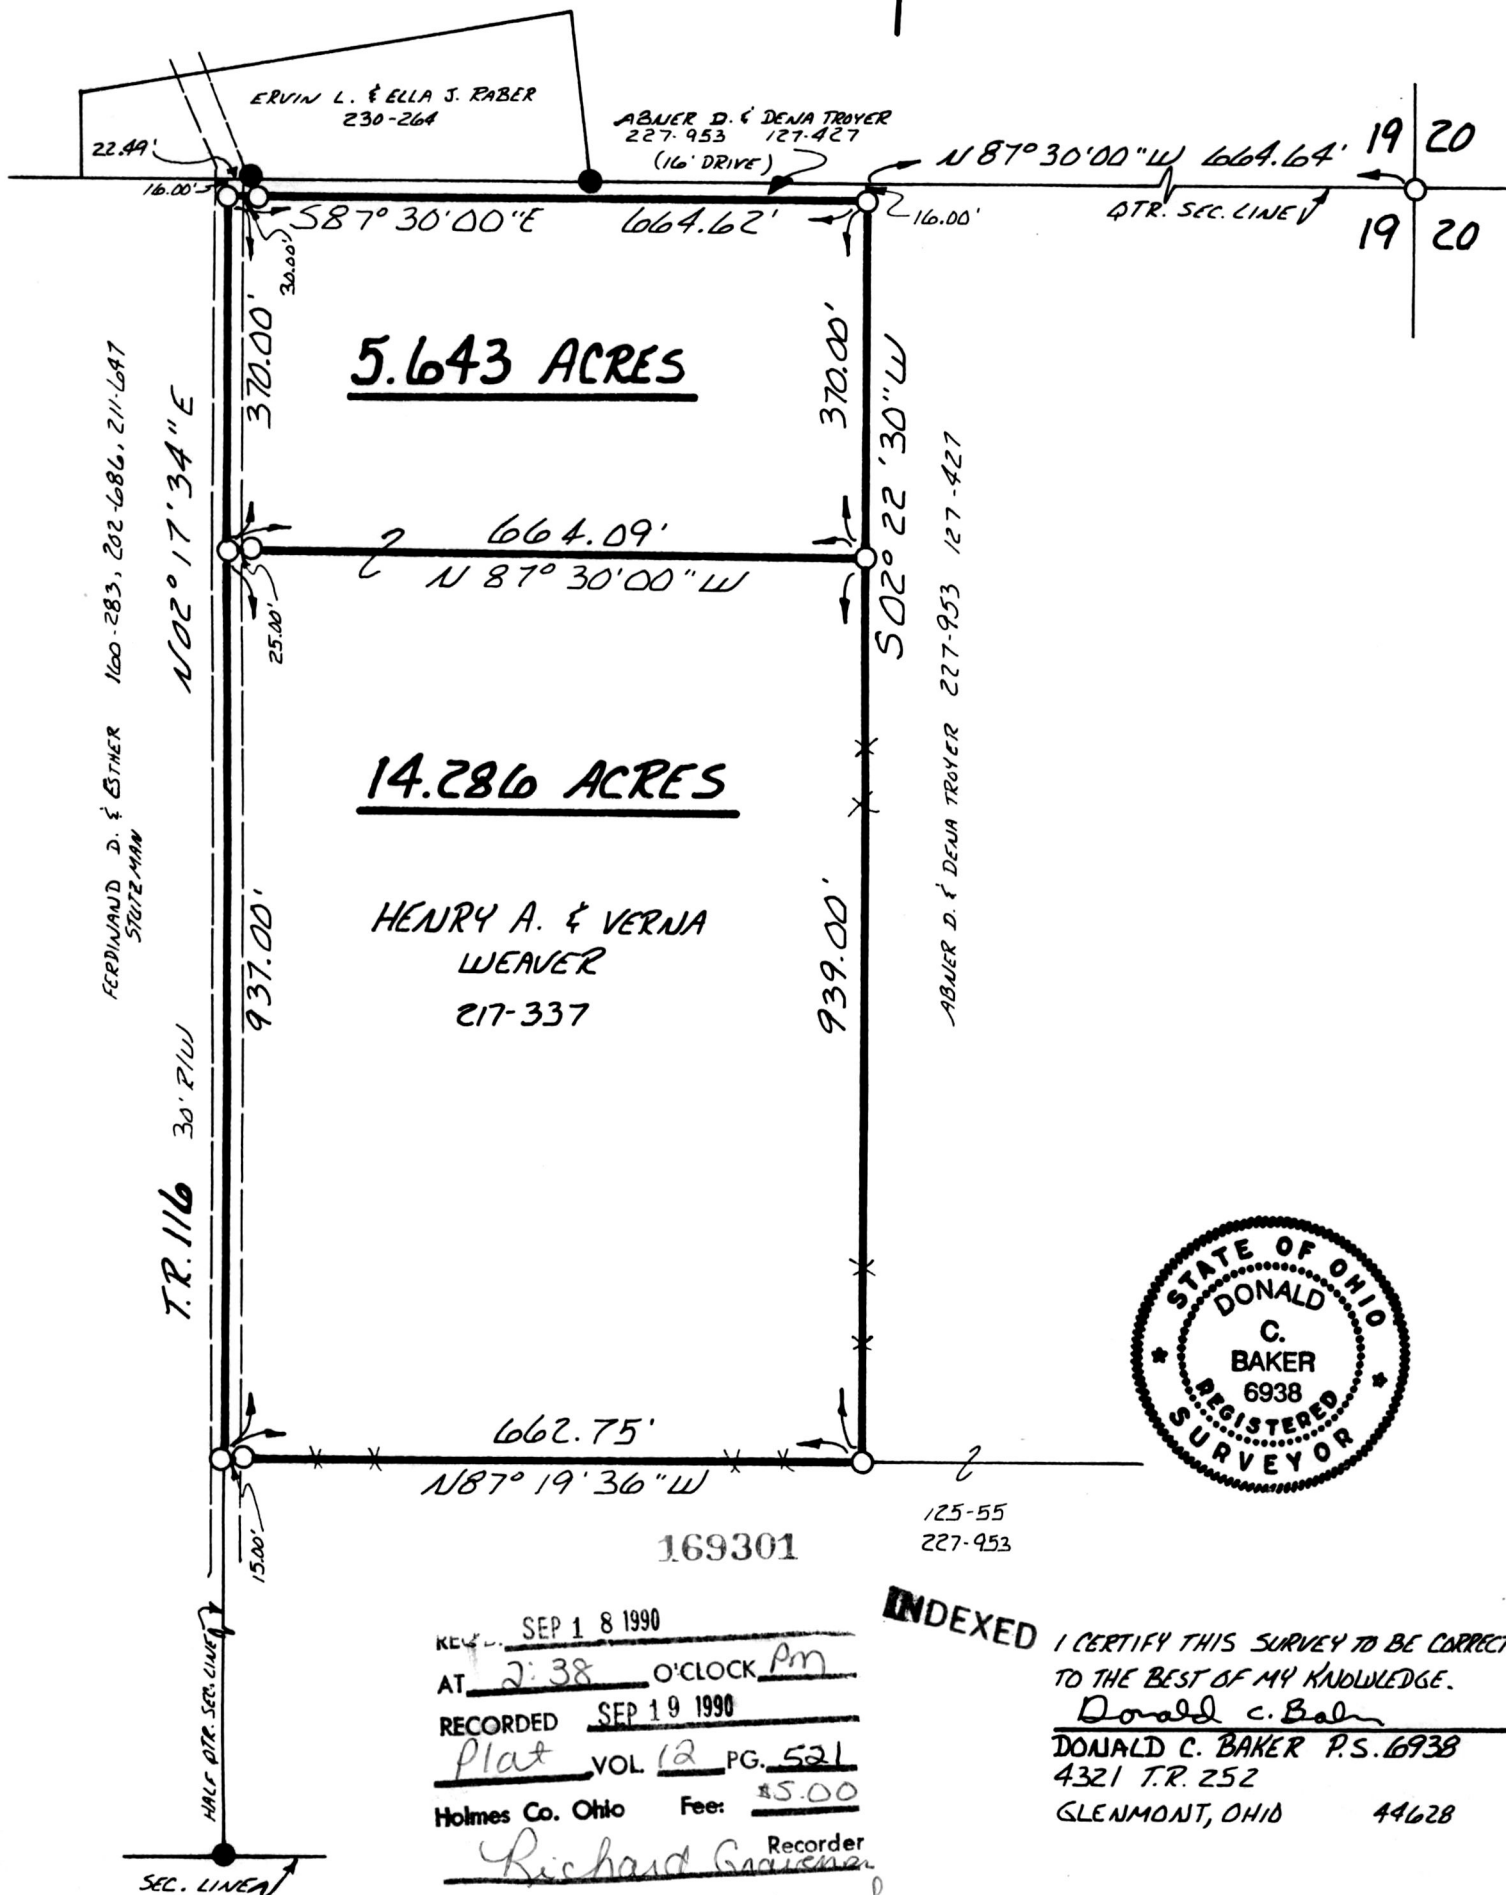 ERVIN L. & ELLA J. RABER
230-264
ABNER D. & DENA TROYER
227-953 127-427
(16' DRIVE)
22.49'
16.00'
N 87° 30' 00" W 664.64'
19 20
QTR. SEC. LINE
19 20
16.00'
S 87° 30' 00" E 664.62'
30.00'
370.00'
5.643 ACRES
370.00'
S 02° 22' 30" W
N 02° 17' 34" E
FERDINAND D. & ESTHER 160-283, 202-686, 211-647
STUTZMAN
664.09'
N 87° 30' 00" W
25.00'
ABNER D. & DENA TROYER 227-953 127-427
14.286 ACRES
HENRY A. & VERNA
WEAVER
217-337
937.00'
939.00'
T.R. 116 30' R/W
662.75'
N 87° 19' 36" W
15.00'
125-55
227-953
STATE OF OHIO
DONALD
C.
BAKER
6938
REGISTERED
SURVEYOR
169301
INDEXED
HALF QTR. SEC. LINE
SEC. LINE
REC'D. SEP 18 1990
AT 2:38 O'CLOCK PM
RECORDED SEP 19 1990
Plat VOL. 12 PG. 521
Holmes Co. Ohio Fee: $5.00
Richard Recorder
I CERTIFY THIS SURVEY TO BE CORRECT
TO THE BEST OF MY KNOWLEDGE.
Donald C. Baker
DONALD C. BAKER P.S. 6938
4321 T.R. 252
GLENMONT, OHIO 44628